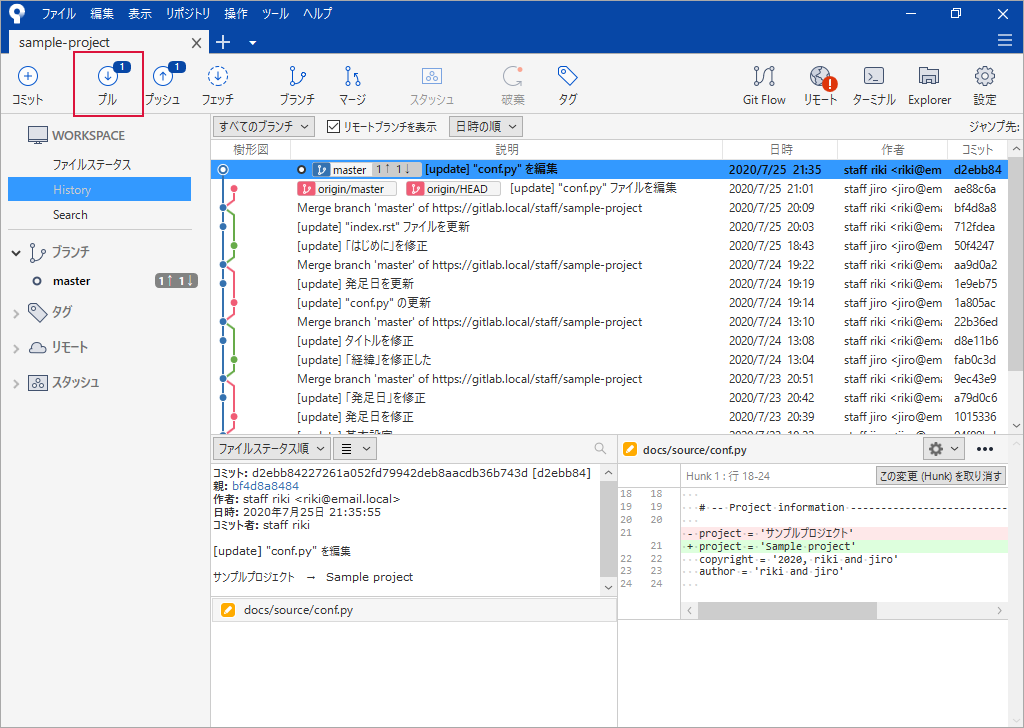 ファイル 編集 表示 リポジトリ 操作 ツール ヘルプ
sample-project
1 1
コミット プル プッシュ フェッチ ブランチ マージ スタッシュ 破棄 タグ Git Flow リモート ターミナル Explorer 設定
WORKSPACE
ファイルステータス
History
Search
ブランチ
master 1↑ 1↓
タグ
リモート
スタッシュ
すべてのブランチ リモートブランチを表示 日時の順 ジャンプ先:
樹形図 説明 日時 作者 コミット
master 1↑ 1↓ [update] "conf.py" を編集 2020/7/25 21:35 staff riki <riki@em d2ebb84
origin/master origin/HEAD [update] "conf.py" ファイルを編集 2020/7/25 21:01 staff jiro <jiro@ema ae88c6a
Merge branch 'master' of https://gitlab.local/staff/sample-project 2020/7/25 20:09 staff riki <riki@ema bf4d8a8
[update] "index.rst" ファイルを更新 2020/7/25 20:03 staff riki <riki@ema 712fdea
[update] 「はじめに」を修正 2020/7/25 18:43 staff jiro <jiro@ema 50f4247
Merge branch 'master' of https://gitlab.local/staff/sample-project 2020/7/24 19:22 staff riki <riki@ema aa9d0a2
[update] 発足日を更新 2020/7/24 19:19 staff riki <riki@ema 1e9eb75
[update] "conf.py" の更新 2020/7/24 19:14 staff jiro <jiro@ema 1a805ac
Merge branch 'master' of https://gitlab.local/staff/sample-project 2020/7/24 13:10 staff riki <riki@ema 22b36ed
[update] タイトルを修正 2020/7/24 13:08 staff riki <riki@ema d8e11b6
[update] 「経緯」を修正した 2020/7/24 13:04 staff jiro <jiro@ema fab0c3d
Merge branch 'master' of https://gitlab.local/staff/sample-project 2020/7/23 20:51 staff riki <riki@ema 9ec43e9
[update] 「発足日」を修正 2020/7/23 20:42 staff riki <riki@ema a79d0c6
[update] 発足日を修正 2020/7/23 20:39 staff jiro <jiro@ema 1015336
ファイルステータス順
コミット: d2ebb84227261a052fd79942deb8aacdb36b743d [d2ebb84]
親: bf4d8a8484
作者: staff riki <riki@email.local>
日時: 2020年7月25日 21:35:55
コミット者: staff riki
[update] "conf.py" を編集
サンプルプロジェクト → Sample project
docs/source/conf.py
docs/source/conf.py
Hunk 1 : 行 18-24 この変更 (Hunk) を取り消す
18 18
19 19 # -- Project information --------------------------
20 20
21 - project = 'サンプルプロジェクト'
21 + project = 'Sample project'
22 22 copyright = '2020, riki and jiro'
23 23 author = 'riki and jiro'
24 24